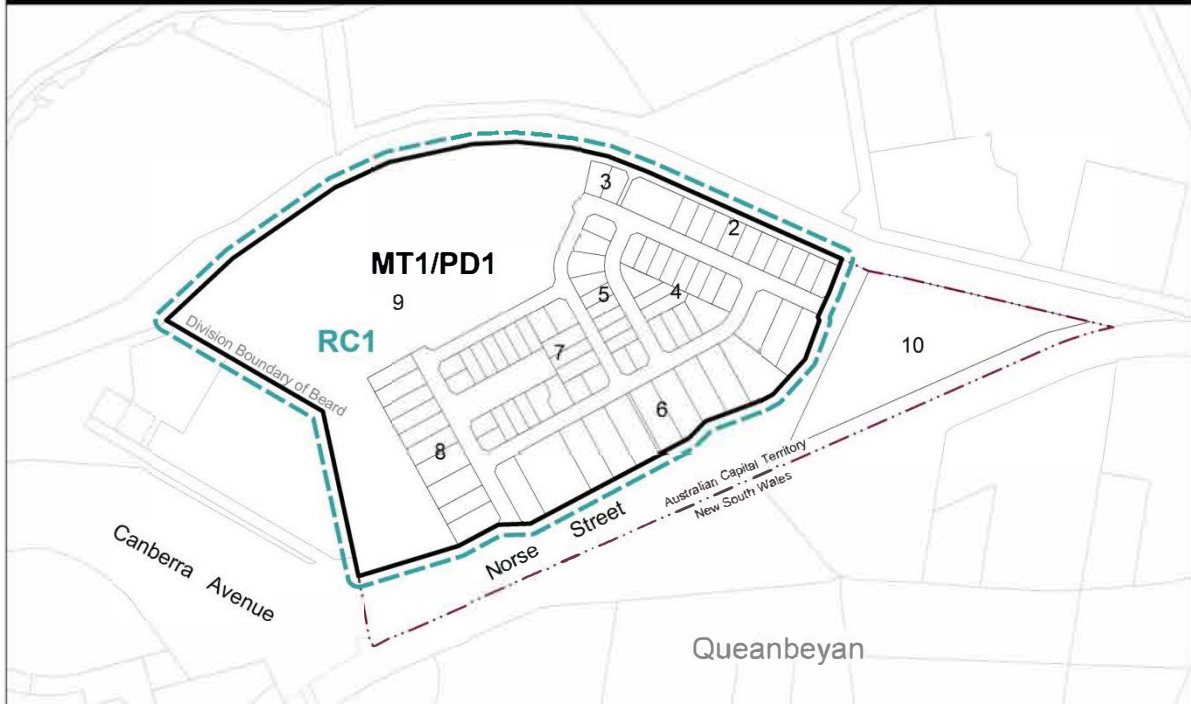 3
2
MT1/PD1
9
5
4
RC1
Division Boundary of Beard
7
10
6
8
Australian Capital Territory
New South Wales
Norse Street
Canberra Avenue
Queanbeyan